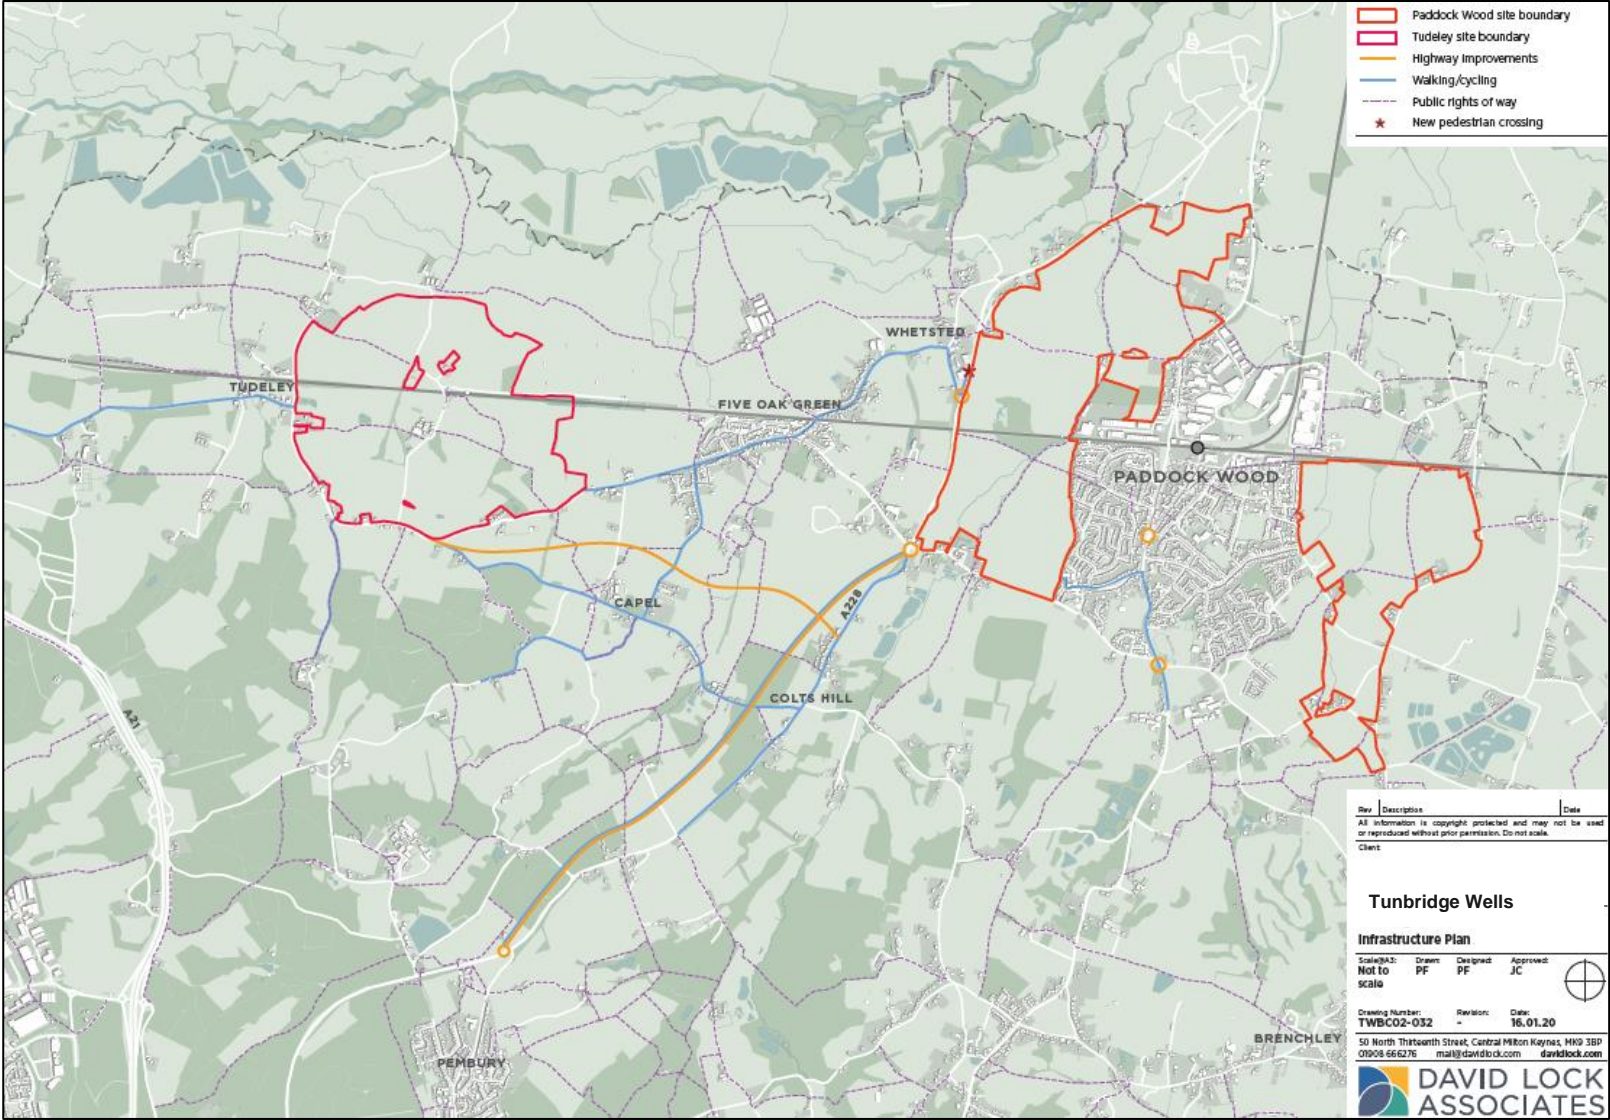 Paddock Wood site boundary
Tudeley site boundary
Highway Improvements
Walking/cycling
Public rights of way
New pedestrian crossing
WHETSTED
TUDELEY
FIVE OAK GREEN
PADDOCK WOOD
CAPEL
A228
COLTS HILL
A21
PEMBURY
BRENCHLEY
Rev Description Date
All information is copyright protected and may not be used
or reproduced without prior permission. Do not scale.
Client:
Tunbridge Wells
Infrastructure Plan
Scale@A3: Drawn: Designed: Approved:
Not to PF PF JC
scale
Drawing Number: Revision: Date:
TWBC02-032 - 16.01.20
50 North Thirteenth Street, Central Milton Keynes, MK9 3BP
01908 666276 mail@davidlock.com davidlock.com
DAVID LOCK
ASSOCIATES